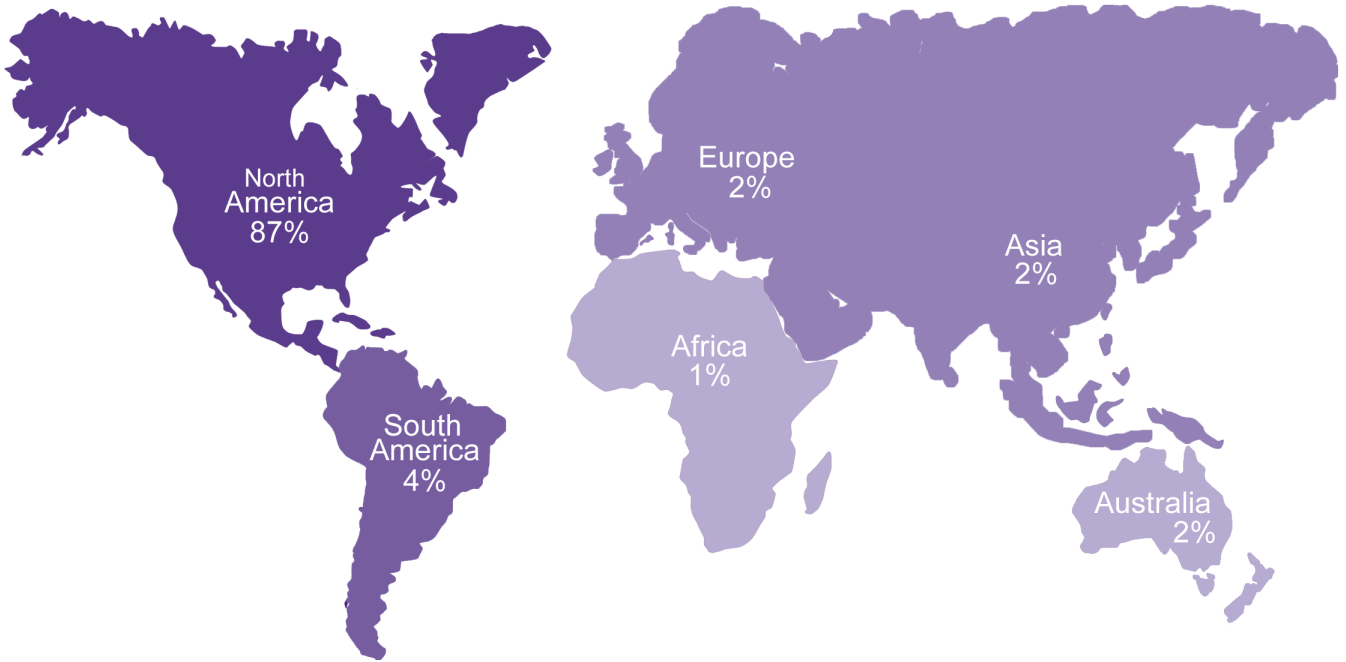 North
America
87%
South
America
4%
Europe
2%
Africa
1%
Asia
2%
Australia
2%